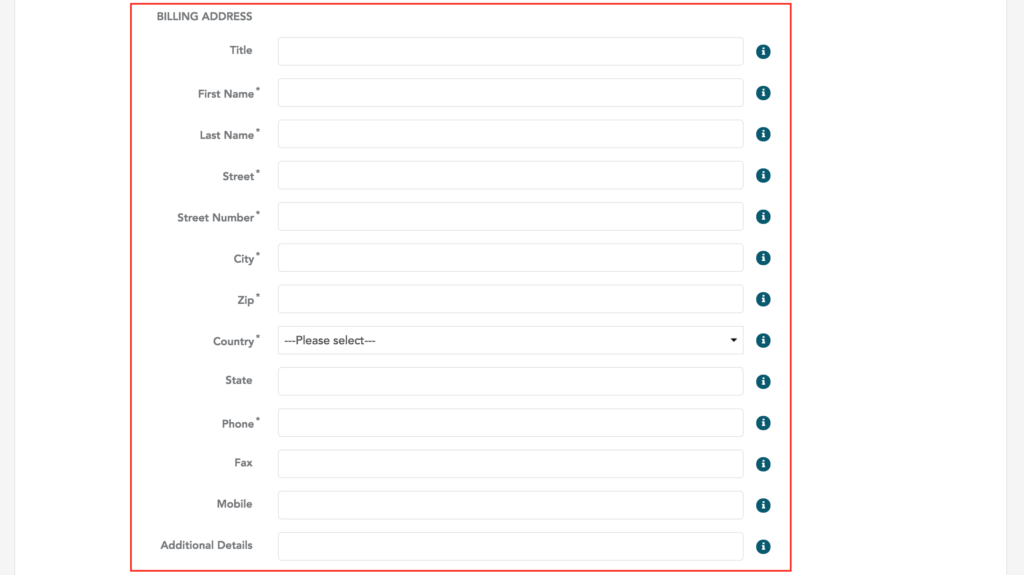 BILLING ADDRESS
Title
First Name*
Last Name*
Street*
Street Number*
City*
Zip*
Country* ---Please select---
State
Phone*
Fax
Mobile
Additional Details